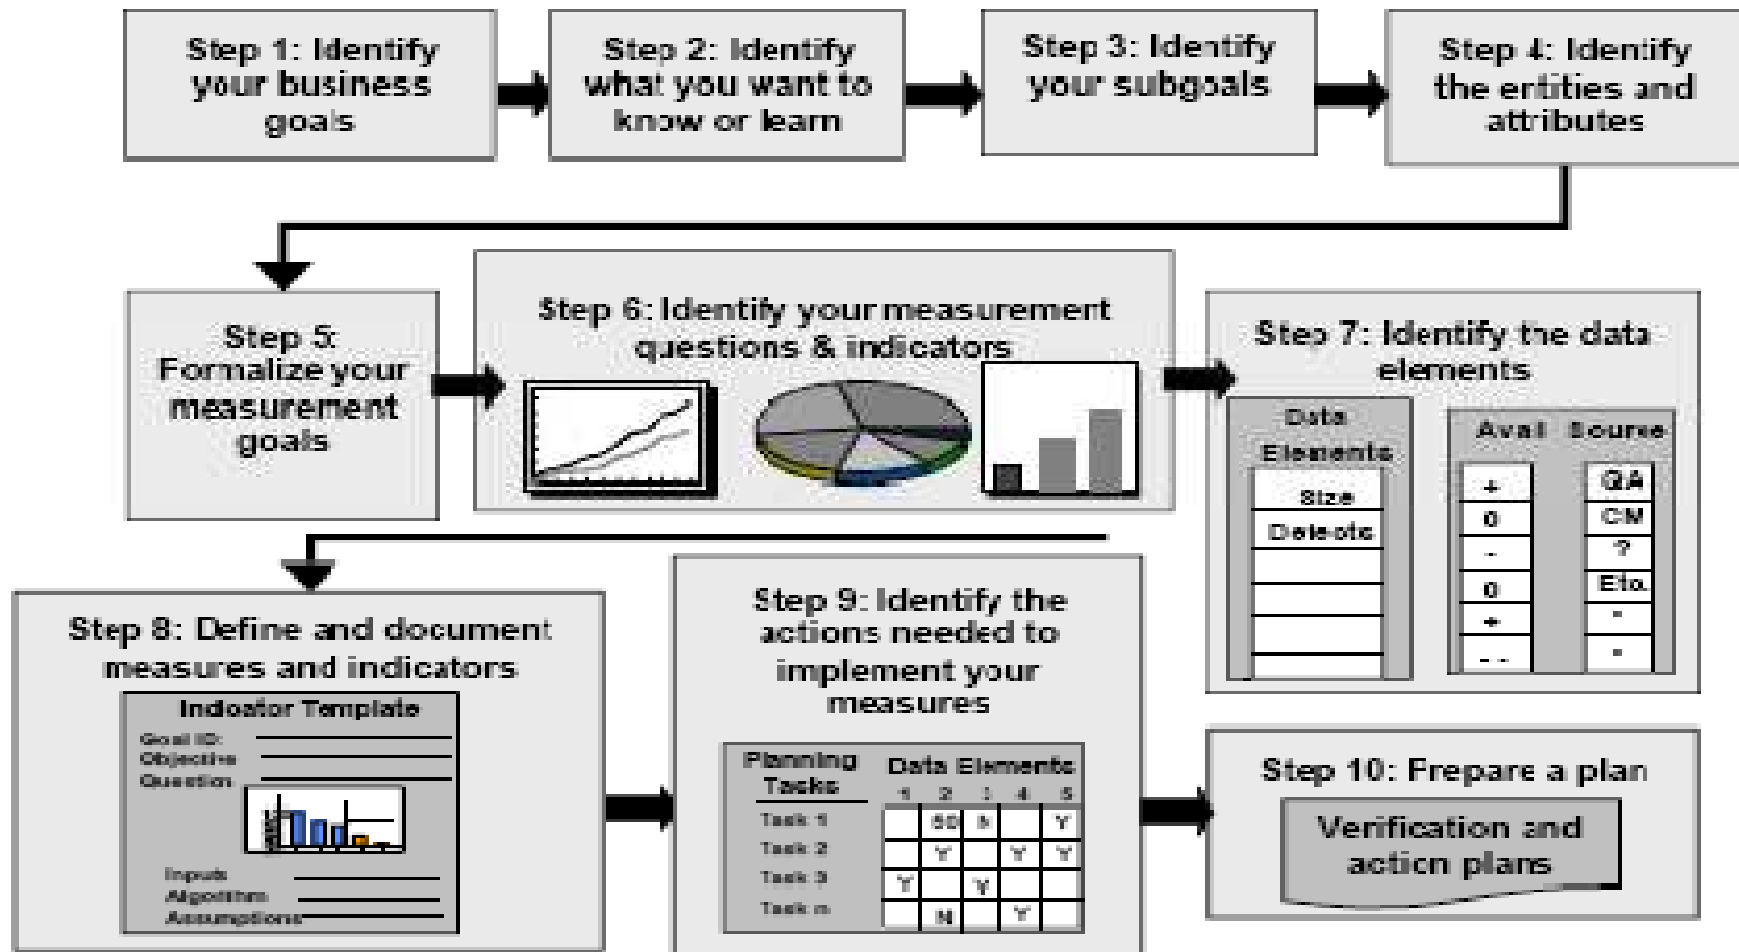 Step 1: Identify
your business
goals
Step 2: Identify
what you want to
know or learn
Step 3: Identify
your subgoals
Step 4: Identify
the entities and
attributes
Step 5:
Formalize your
measurement
goals
Step 6: Identify your measurement
questions & indicators
Step 7: Identify the data
elements
Data
Elements
Size
Defects
Avail Source
+ QA
0 CM
- ?
0 Etc.
+ "
-- "
Step 8: Define and document
measures and indicators
Indicator Template
Goal ID:
Objective
Question
Inputs
Algorithm
Assumptions
Step 9: Identify the
actions needed to
implement your
measures
Planning
Tasks
Data Elements
1 2 3 4 5
Task 1 50 N Y
Task 2 Y Y Y
Task 3 Y Y
Task n N Y
Step 10: Prepare a plan
Verification and
action plans